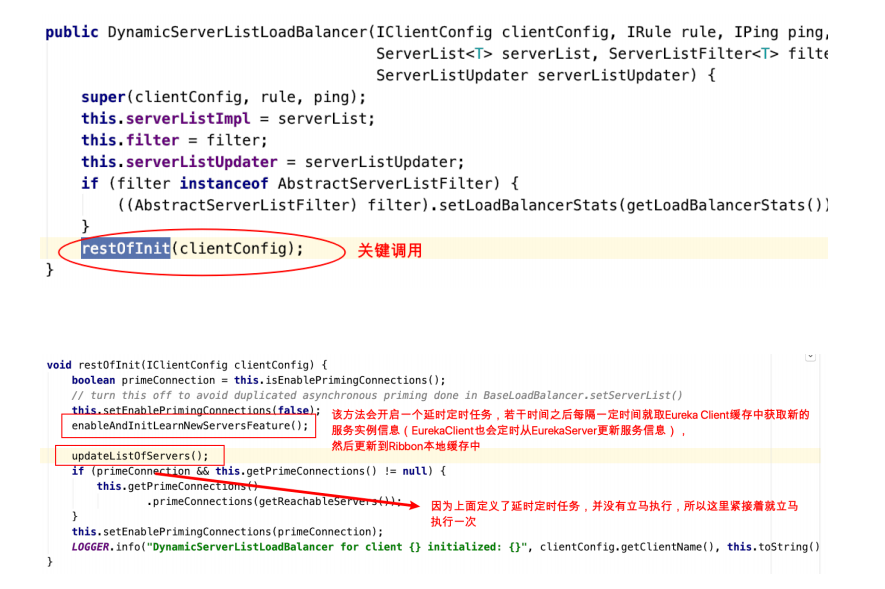 public DynamicServerListLoadBalancer(IClientConfig clientConfig, IRule rule, IPing ping,
ServerList<T> serverList, ServerListFilter<T> filte
ServerListUpdater serverListUpdater) {
super(clientConfig, rule, ping);
this.serverListImpl = serverList;
this.filter = filter;
this.serverListUpdater = serverListUpdater;
if (filter instanceof AbstractServerListFilter) {
((AbstractServerListFilter) filter).setLoadBalancerStats(getLoadBalancerStats())
}
restOfInit(clientConfig); 关键调用
}
void restOfInit(IClientConfig clientConfig) {
boolean primeConnection = this.isEnablePrimingConnections();
// turn this off to avoid duplicated asynchronous priming done in BaseLoadBalancer.setServerList()
this.setEnablePrimingConnections(false);
enableAndInitLearnNewServersFeature();
该方法会开启一个延时定时任务，若干时间之后每隔一定时间就取Eureka Client缓存中获取新的
服务实例信息（EurekaClient也会定时从EurekaServer更新服务信息），
然后更新到Ribbon本地缓存中
updateListOfServers();
if (primeConnection && this.getPrimeConnections() != null) {
this.getPrimeConnections()
.primeConnections(getReachableServers());
因为上面定义了延时定时任务，并没有立马执行，所以这里紧接着就立马
执行一次
}
this.setEnablePrimingConnections(primeConnection);
LOGGER.info("DynamicServerListLoadBalancer for client {} initialized: {}", clientConfig.getClientName(), this.toString()
}